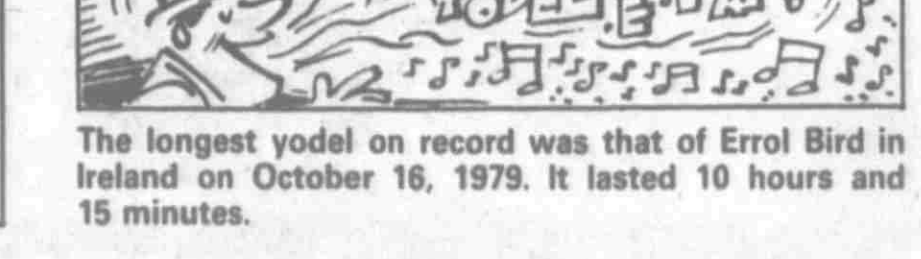 The longest yodel on record was that of Errol Bird in
Ireland on October 16, 1979. It lasted 10 hours and
15 minutes.